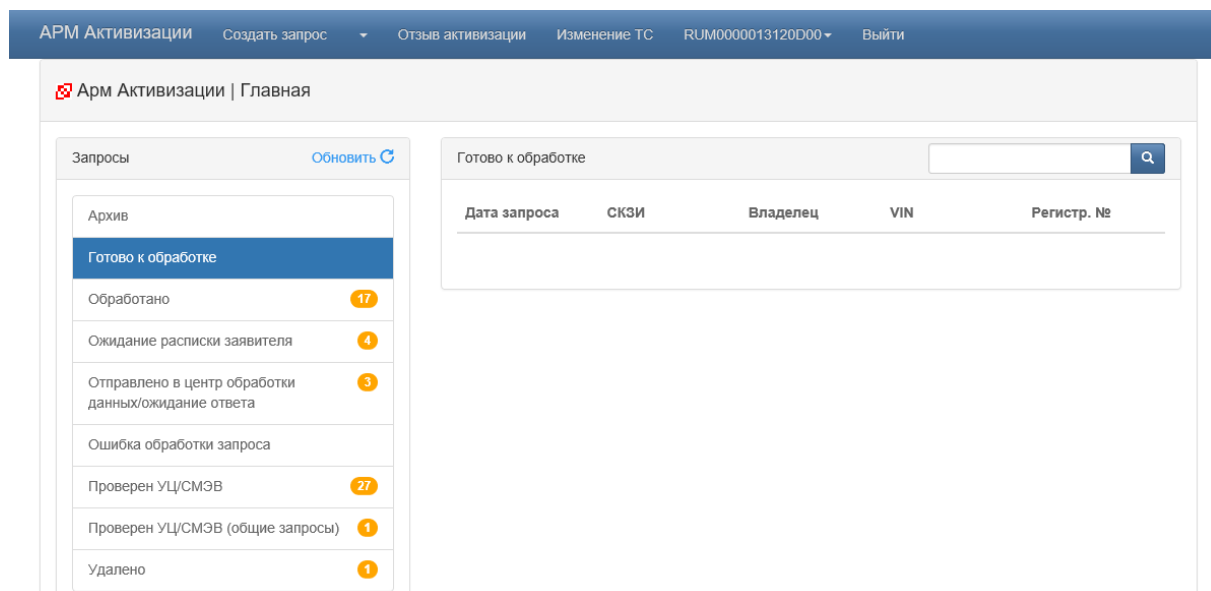 АРМ Активизации Создать запрос Отзыв активизации Изменение ТС RUM0000013120D00 Выйти
Арм Активизации | Главная
Запросы Обновить
Архив
Готово к обработке
Обработано 17
Ожидание расписки заявителя 4
Отправлено в центр обработки 3
данных/ожидание ответа
Ошибка обработки запроса
Проверен УЦ/СМЭВ 27
Проверен УЦ/СМЭВ (общие запросы) 1
Удалено 1
Готово к обработке
Дата запроса СКЗИ Владелец VIN Регистр. №